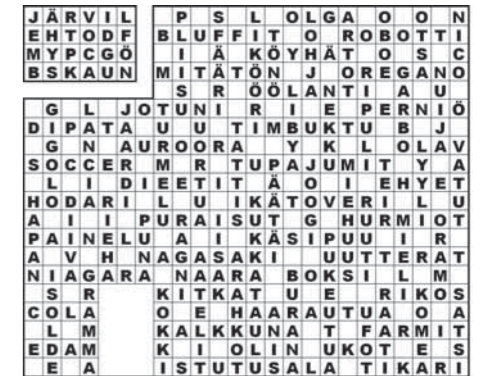 JÄRVIL P S L OLGA O O N
EHTODF BLUFFIT O ROBOTTI
MYPCGÖ I Ä KÖYHÄT O S C
BSKAUN MITÄTÖN J OREGANO
S R ÖÖLANTI A U
G L JOTUNI R I E PERNIÖ
DIPATA U U TIMBUKTU B J
G N AUROORA Y K L OLAV
SOCCER M R TUPAJUMIT Y A
L I DIEETIT Ä O I EHYET
HODARI L U IKÄTOVERI L U
A I I PURAISUT G HURMIOT
PAINELU A I KÄSIPUU I R
A V H NAGASAKI UUTTERAT
NIAGARA NAARA BOKSI L M
S R KITKAT U E RIKOS
COLA O E HAARAUTUA O A
M KALKKUNA T FARMIT
EDAM K I OLIN UKOT E S
E A ISTUTUSALA TIKARI